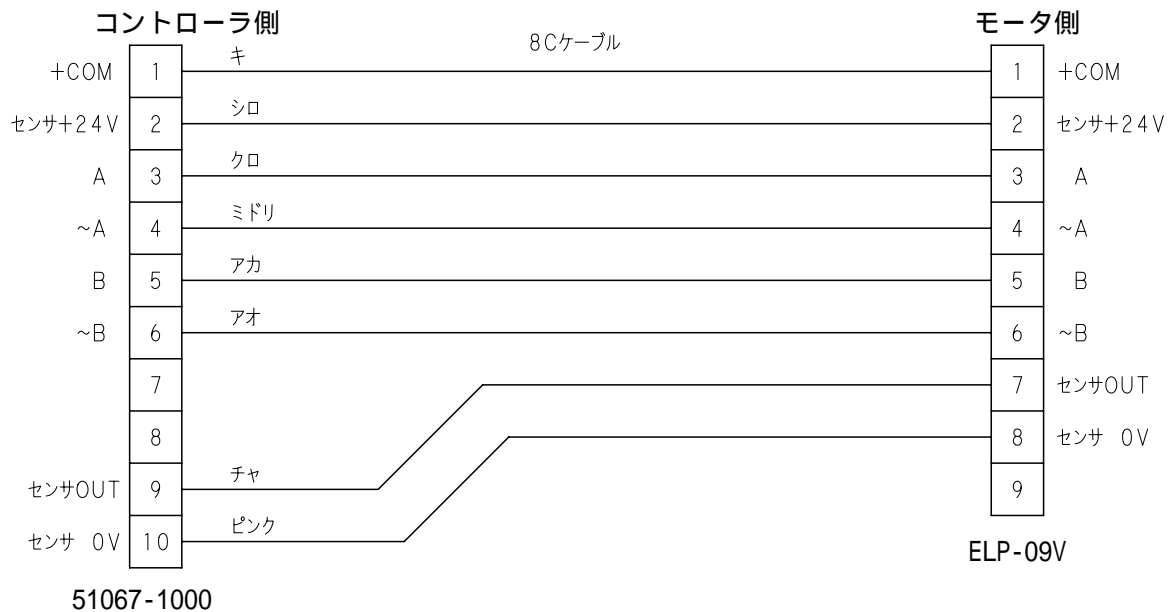 コントローラ側
モータ側
8Cケーブル
+COM 1 キ 1 +COM
センサ+24V 2 シロ 2 センサ+24V
A 3 クロ 3 A
~A 4 ミドリ 4 ~A
B 5 アカ 5 B
~B 6 アオ 6 ~B
7 7 センサOUT
8 8 センサ 0V
センサOUT 9 チャ 9
センサ 0V 10 ピンク
ELP-09V
51067-1000